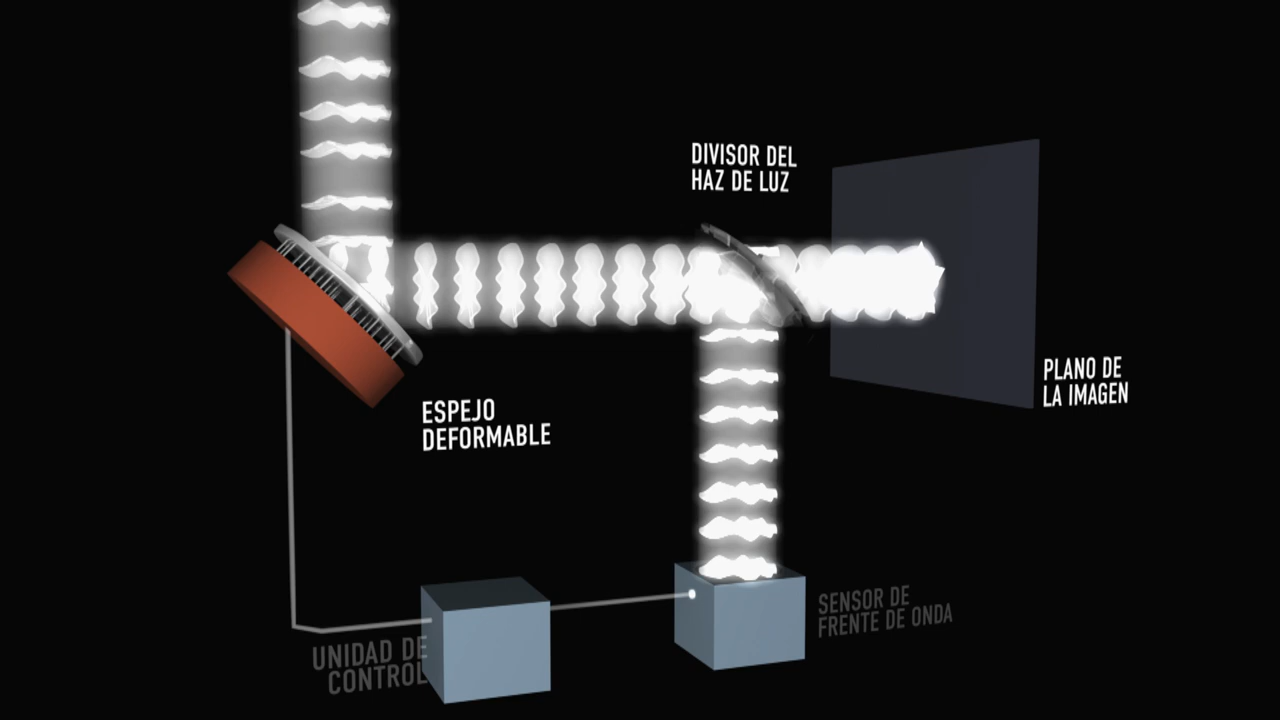 DIVISOR DEL
HAZ DE LUZ
PLANO DE
LA IMAGEN
ESPEJO
DEFORMABLE
SENSOR DE
FRENTE DE ONDA
UNIDAD DE
CONTROL